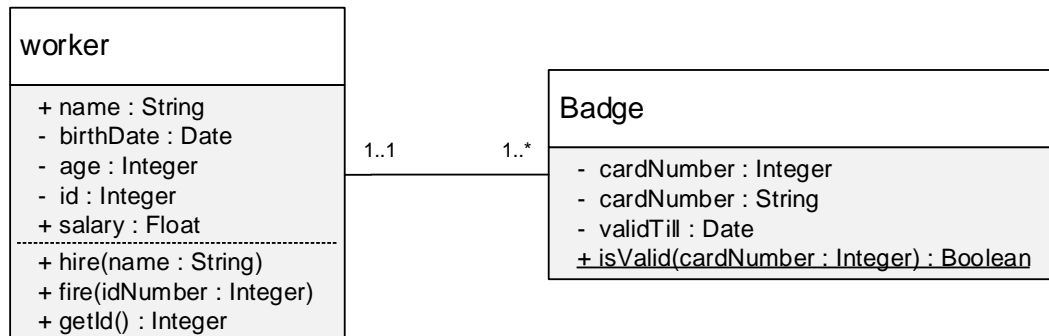 worker
+ name : String
- birthDate : Date
- age : Integer
- id : Integer
+ salary : Float
+ hire(name : String)
+ fire(idNumber : Integer)
+ getId() : Integer
1..1
1..*
Badge
- cardNumber : Integer
- cardNumber : String
- validTill : Date
+ isValid(cardNumber : Integer) : Boolean